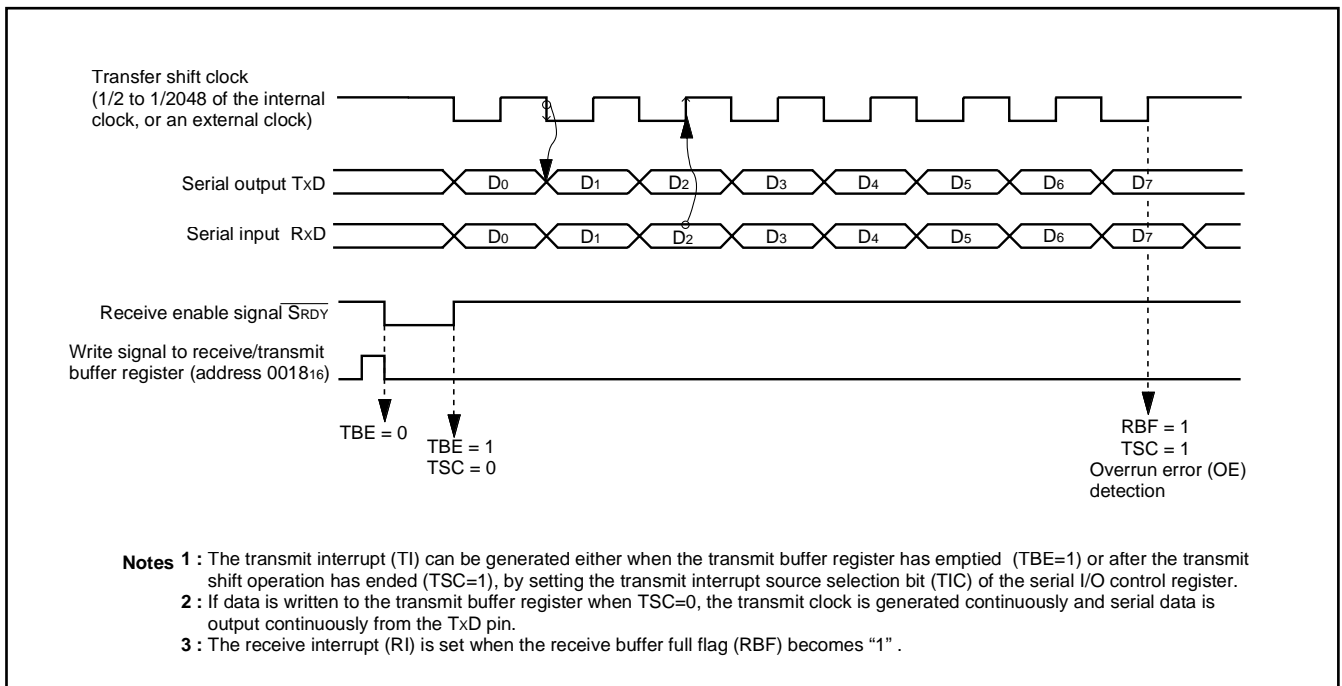 Transfer shift clock
(1/2 to 1/2048 of the internal
clock, or an external clock)
Serial output TxD
D0 D1 D2 D3 D4 D5 D6 D7
Serial input RxD
D0 D1 D2 D3 D4 D5 D6 D7
Receive enable signal SRDY
Write signal to receive/transmit
buffer register (address 001816)
TBE = 0
TBE = 1
TSC = 0
RBF = 1
TSC = 1
Overrun error (OE)
detection
Notes 1 : The transmit interrupt (TI) can be generated either when the transmit buffer register has emptied (TBE=1) or after the transmit
shift operation has ended (TSC=1), by setting the transmit interrupt source selection bit (TIC) of the serial I/O control register.
2 : If data is written to the transmit buffer register when TSC=0, the transmit clock is generated continuously and serial data is
output continuously from the TxD pin.
3 : The receive interrupt (RI) is set when the receive buffer full flag (RBF) becomes “1” .